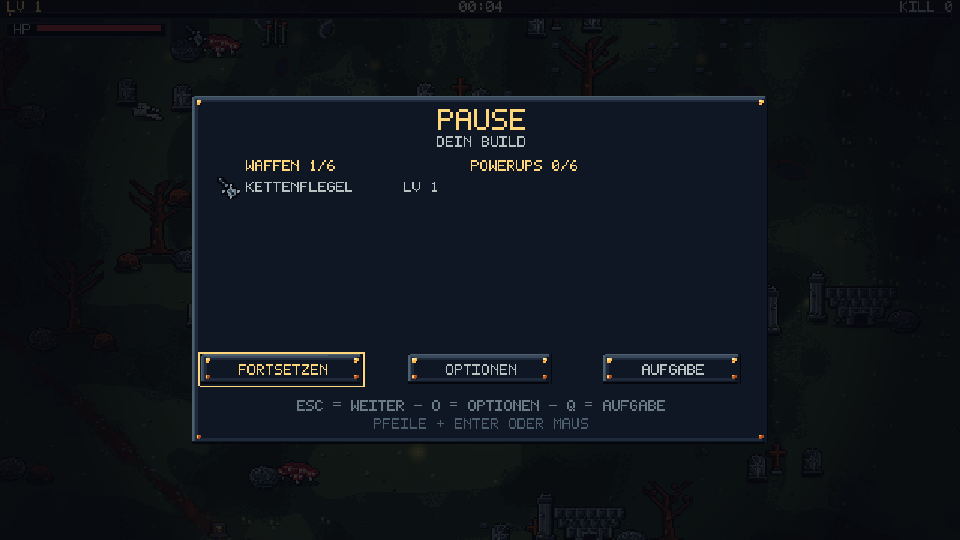 LV 1 00:04 KILL 0
HP
PAUSE
DEIN BUILD
WAFFEN 1/6 POWERUPS 0/6
KETTENFLEGEL LV 1
FORTSETZEN OPTIONEN AUFGABE
ESC = WEITER - O = OPTIONEN - Q = AUFGABE
PFEILE + ENTER ODER MAUS